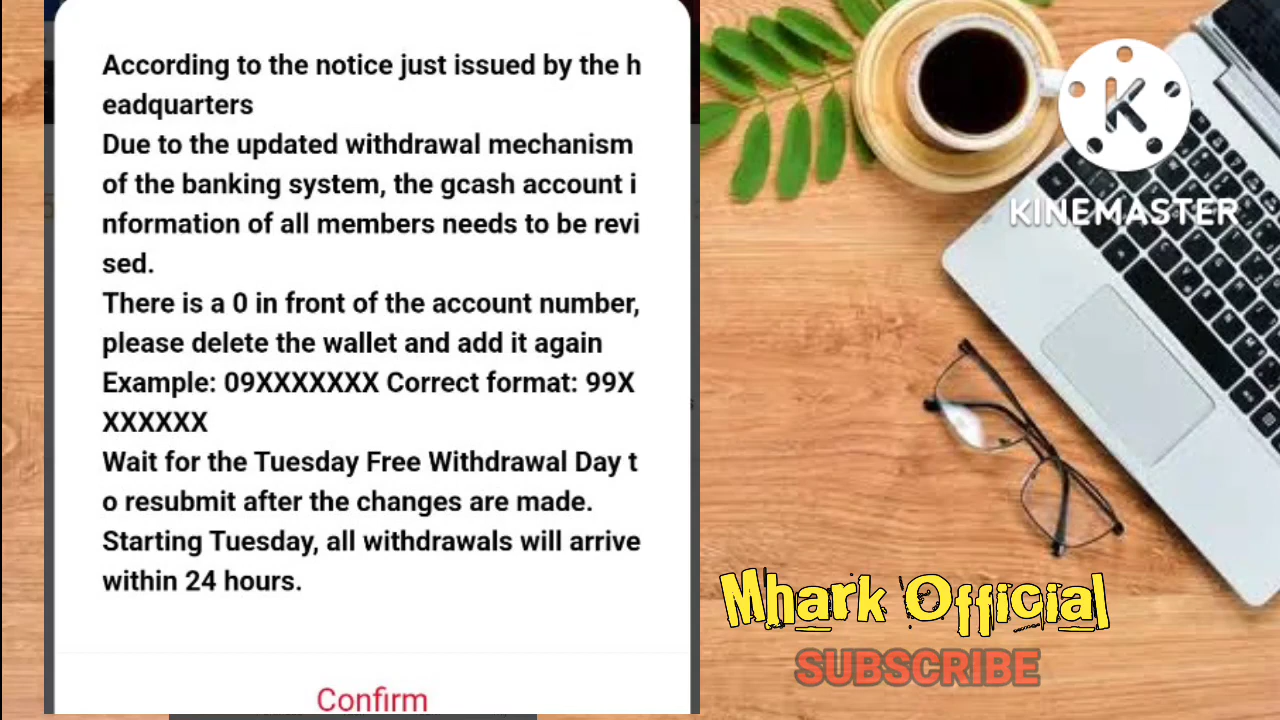 According to the notice just issued by the h
eadquarters
Due to the updated withdrawal mechanism
of the banking system, the gcash account i
nformation of all members needs to be revi
sed.
There is a 0 in front of the account number,
please delete the wallet and add it again
Example: 09XXXXXXX Correct format: 99X
XXXXXX
Wait for the Tuesday Free Withdrawal Day t
o resubmit after the changes are made.
Starting Tuesday, all withdrawals will arrive
within 24 hours.
Confirm
K
KINEMASTER
Mhark Official
SUBSCRIBE